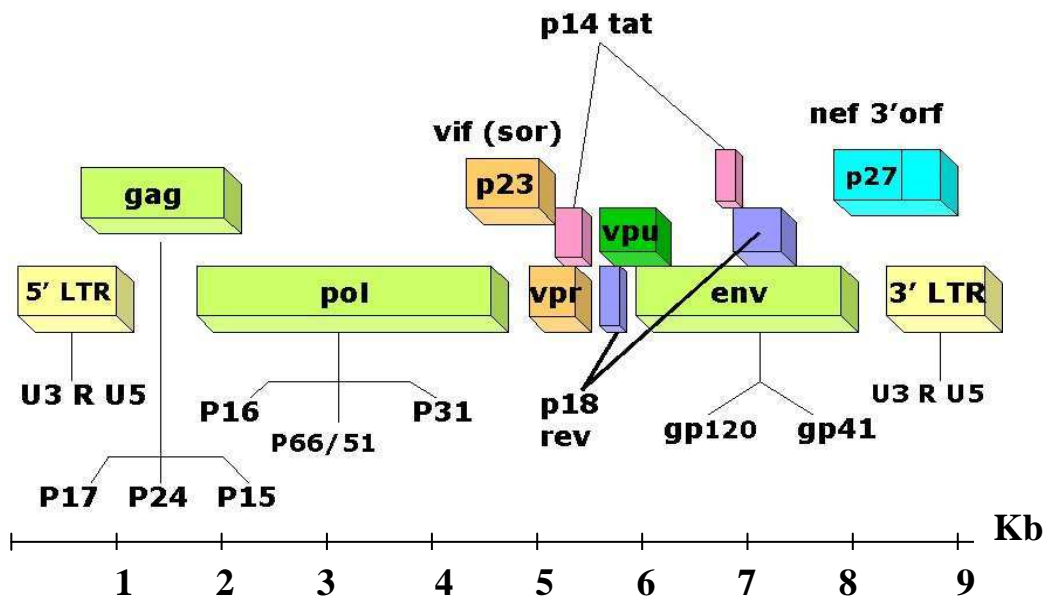 p14 tat
vif (sor)
nef 3’orf
p23
p27
gag
vpu
5’ LTR
pol
vpr
env
3’ LTR
U3 R U5
U3 R U5
P16
P31
p18
rev
P66/51
gp120
gp41
P17
P24
P15
Kb
1
2
3
4
5
6
7
8
9